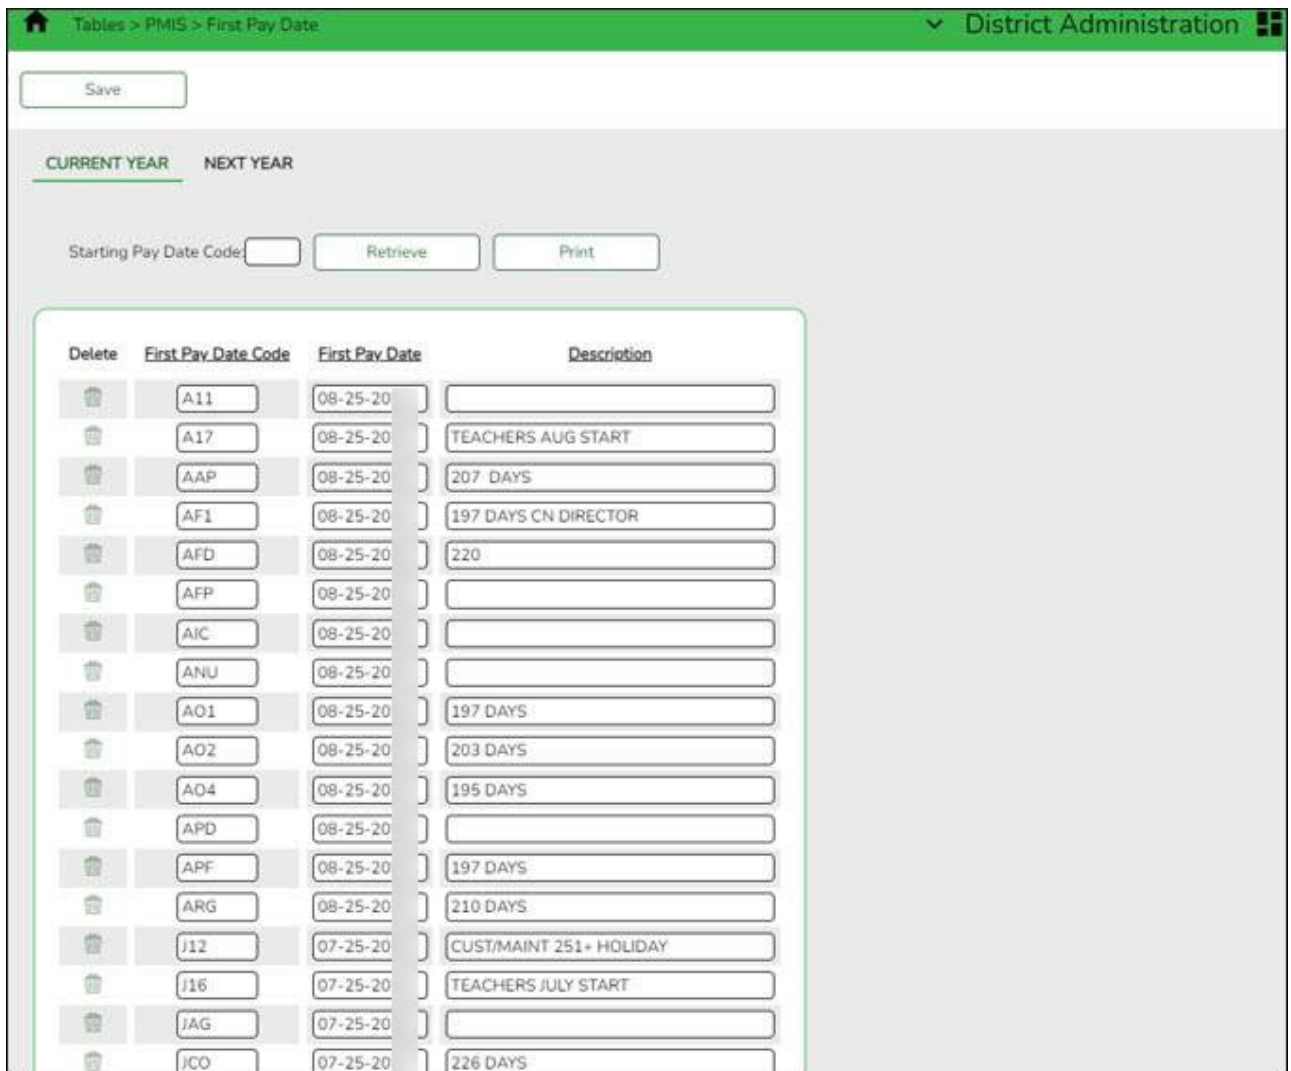 Tables > PMIS > First Pay Date District Administration
Save
CURRENT YEAR NEXT YEAR
Starting Pay Date Code: Retrieve Print
Delete First Pay Date Code First Pay Date Description
A11 08-25-20
A17 08-25-20 TEACHERS AUG START
AAP 08-25-20 207 DAYS
AF1 08-25-20 197 DAYS CN DIRECTOR
AFD 08-25-20 220
AFP 08-25-20
AIC 08-25-20
ANU 08-25-20
AO1 08-25-20 197 DAYS
AO2 08-25-20 203 DAYS
AO4 08-25-20 195 DAYS
APD 08-25-20
APF 08-25-20 197 DAYS
ARG 08-25-20 210 DAYS
J12 07-25-20 CUST/MAINT 251+ HOLIDAY
J16 07-25-20 TEACHERS JULY START
JAG 07-25-20
JCO 07-25-20 226 DAYS